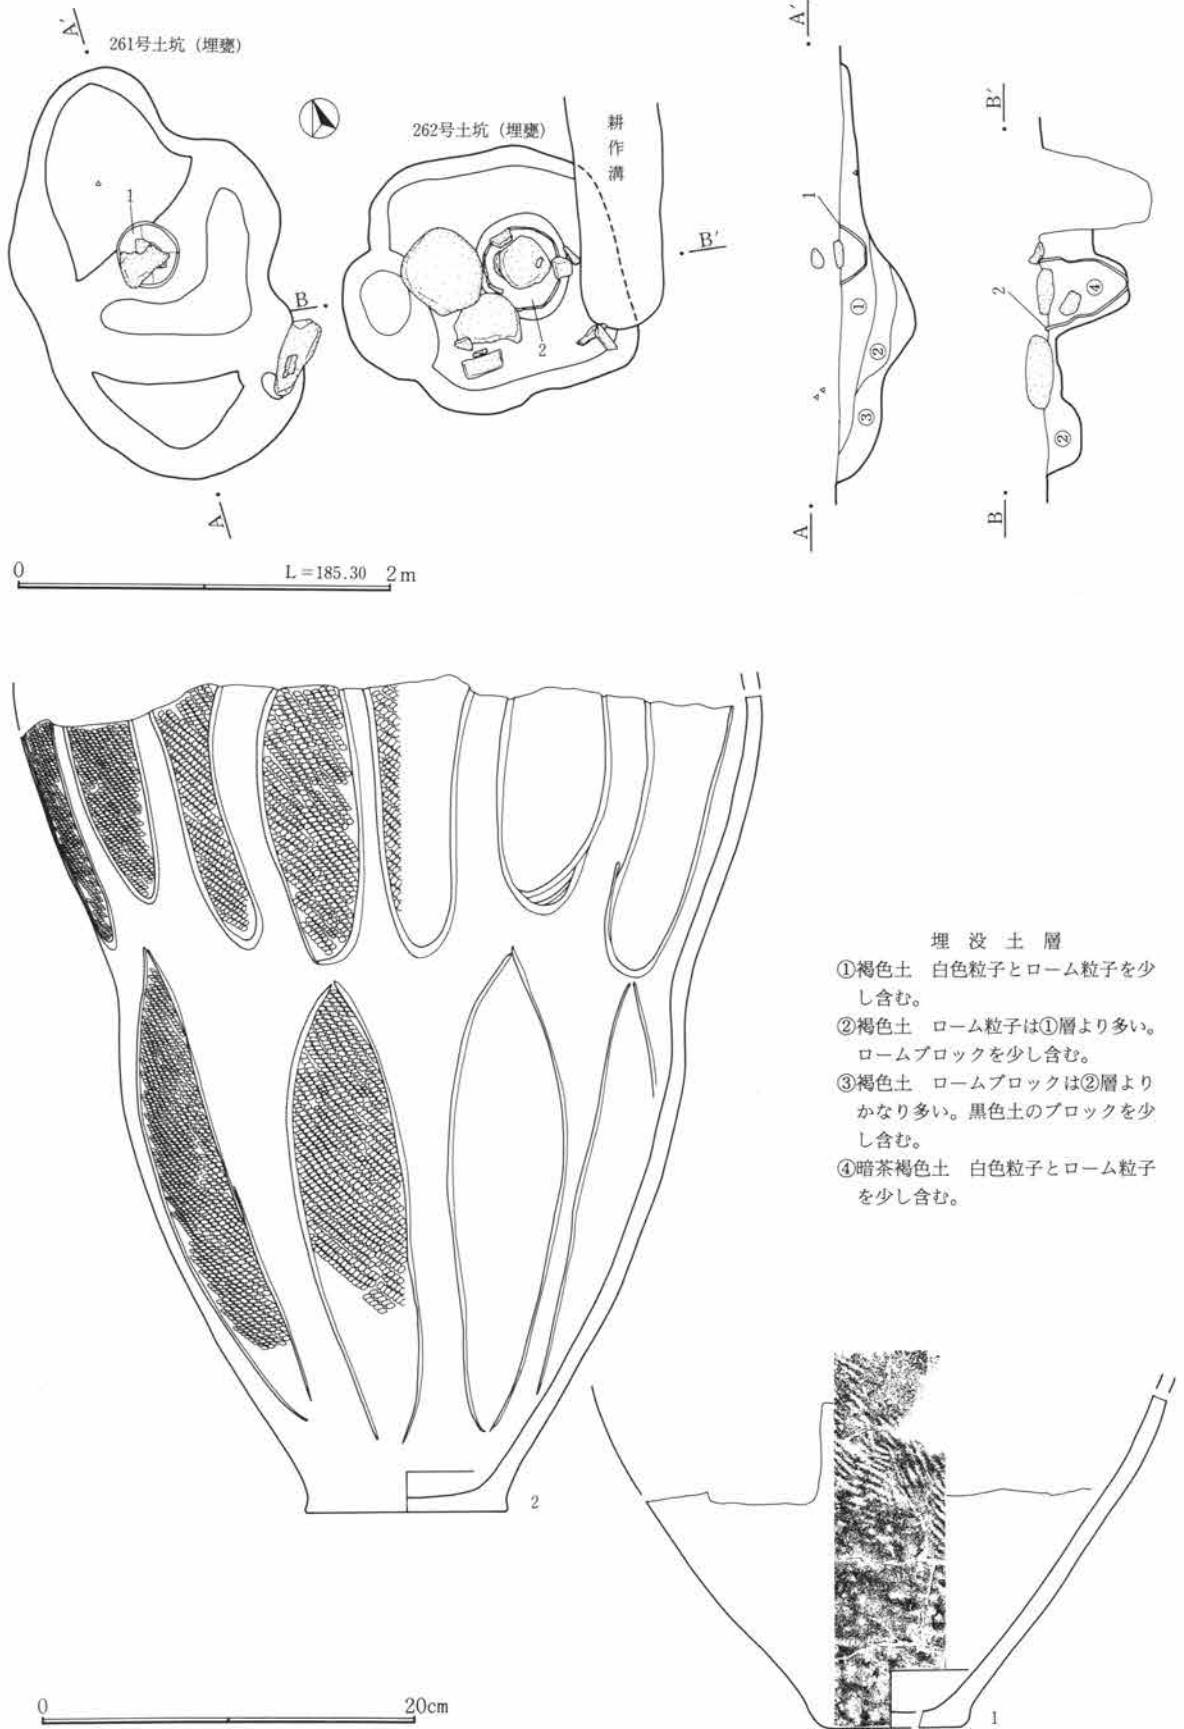 A′
261号土坑（埋甕）
1
B
A
262号土坑（埋甕）
耕作溝
B′
2
A′
1
①
②
③
A
B′
2
④
②
B
0
L＝185.30 2m
2
埋没土層
①褐色土　白色粒子とローム粒子を少
し含む。
②褐色土　ローム粒子は①層より多い。
ロームブロックを少し含む。
③褐色土　ロームブロックは②層より
かなり多い。黒色土のブロックを少
し含む。
④暗茶褐色土　白色粒子とローム粒子
を少し含む。
1
0
20cm